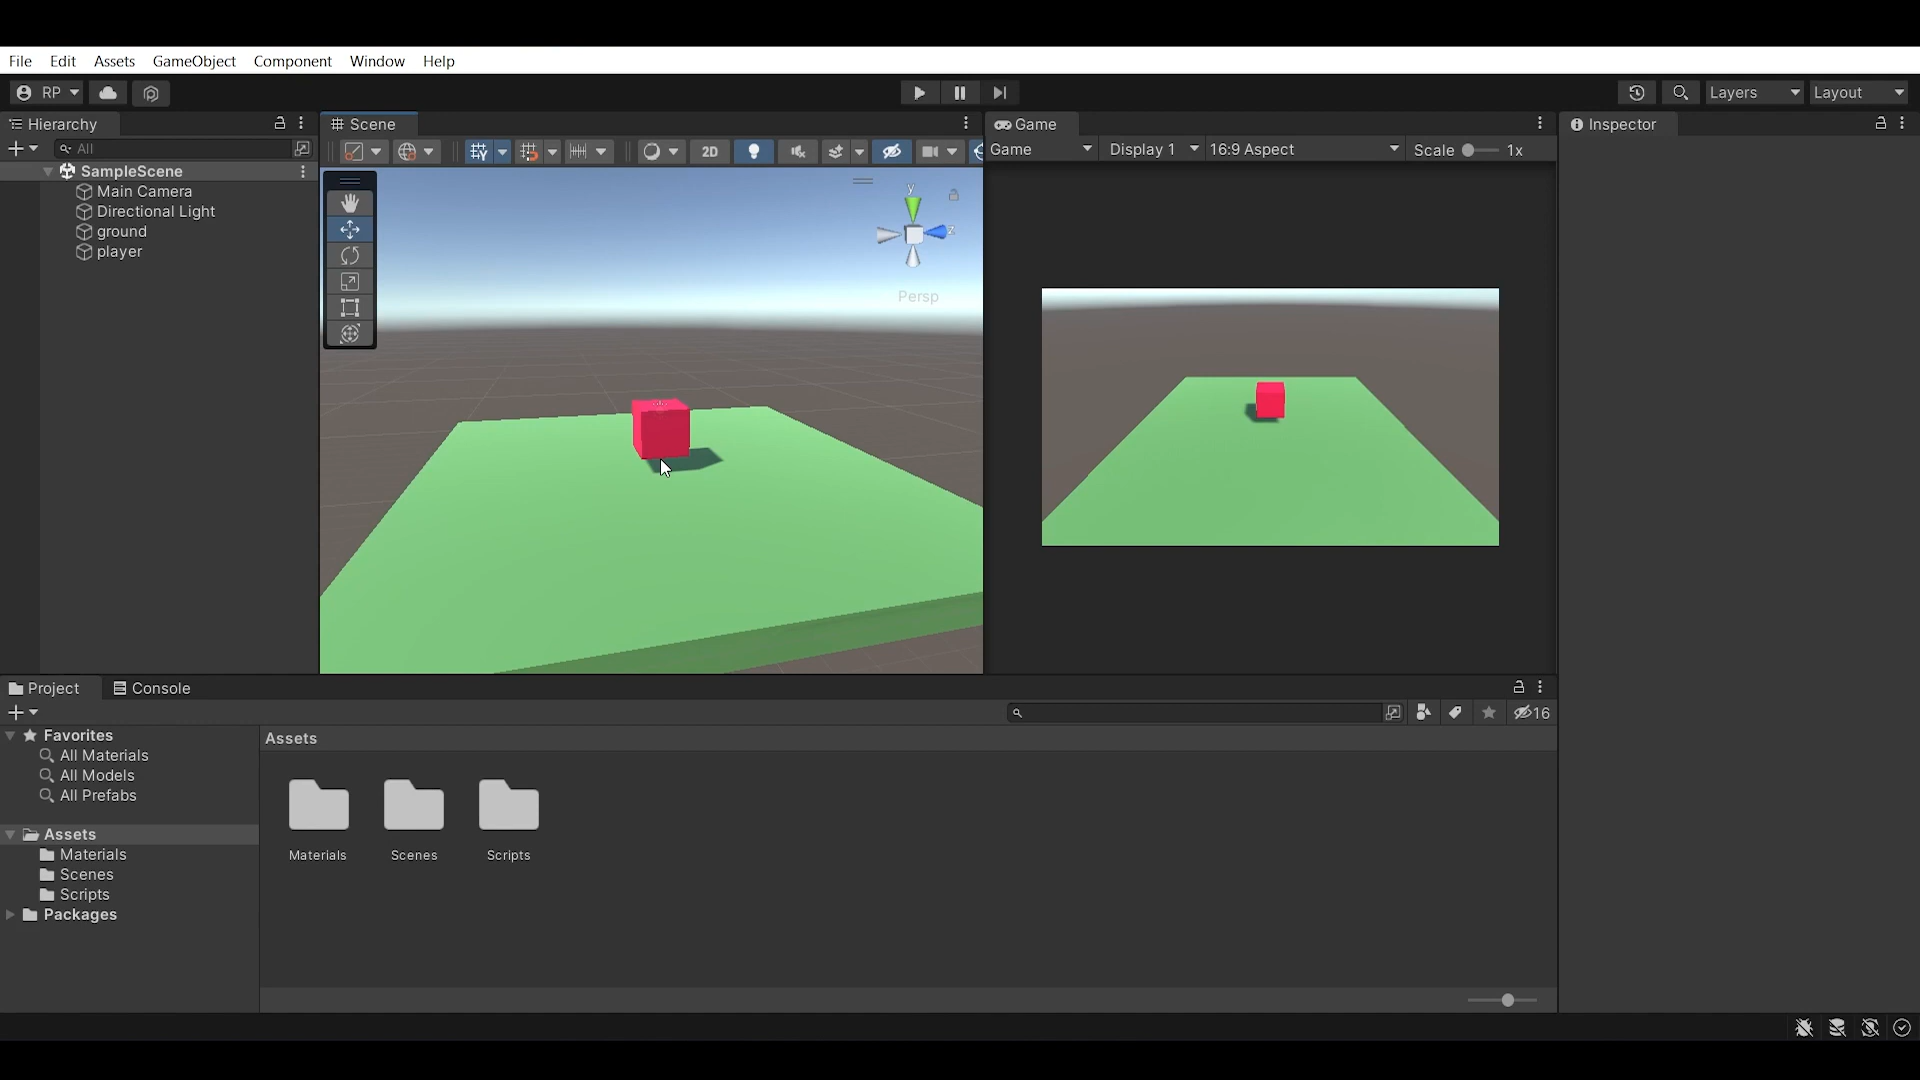 File Edit Assets GameObject Component Window Help
RP Layers Layout
Hierarchy Scene Game Inspector
All 2D Game Display 1 16:9 Aspect Scale 1x
SampleScene
Main Camera
Directional Light
ground
player
y
z
Persp
Project Console
16
Favorites
All Materials
All Models
All Prefabs
Assets
Materials
Scenes
Scripts
Packages
Assets
Materials Scenes Scripts